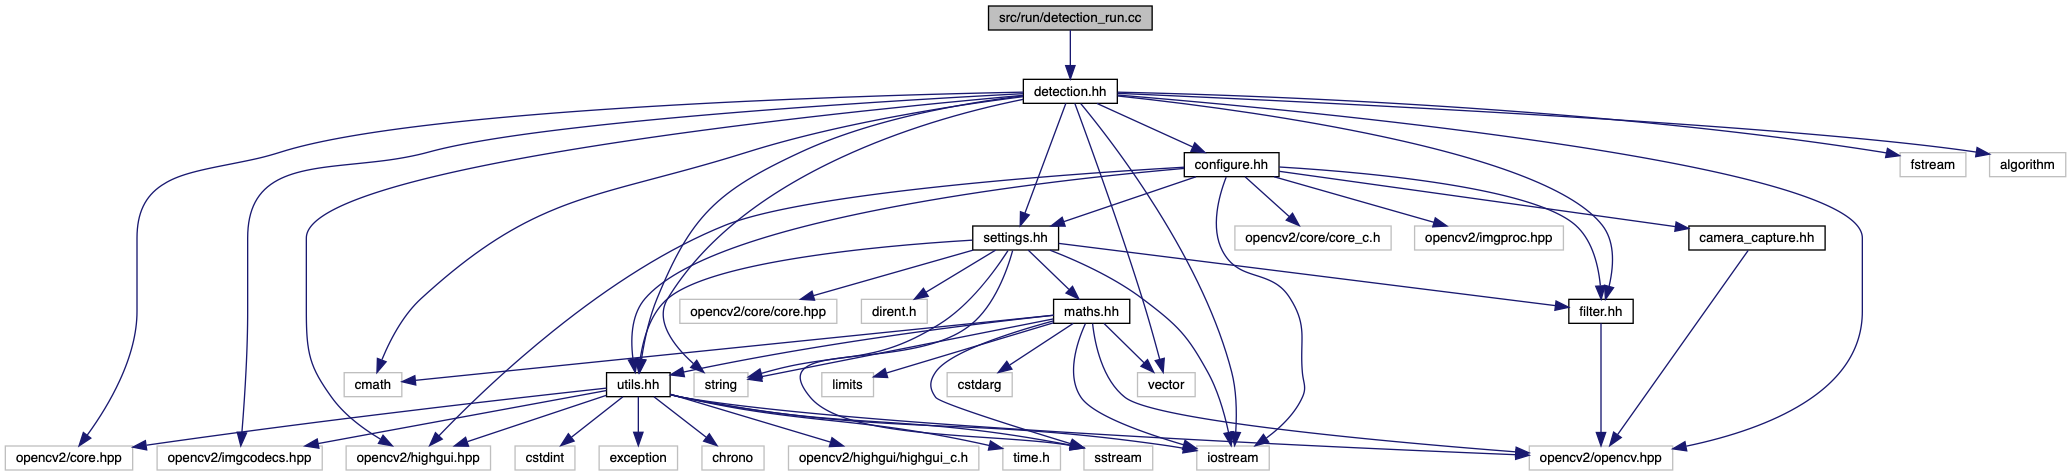 src/run/detection_run.cc
detection.hh
configure.hh
fstream
algorithm
settings.hh
opencv2/core/core_c.h
opencv2/imgproc.hpp
camera_capture.hh
opencv2/core/core.hpp
dirent.h
maths.hh
filter.hh
cmath
utils.hh
string
limits
cstdarg
vector
opencv2/core.hpp
opencv2/imgcodecs.hpp
opencv2/highgui.hpp
cstdint
exception
chrono
opencv2/highgui/highgui_c.h
time.h
sstream
iostream
opencv2/opencv.hpp